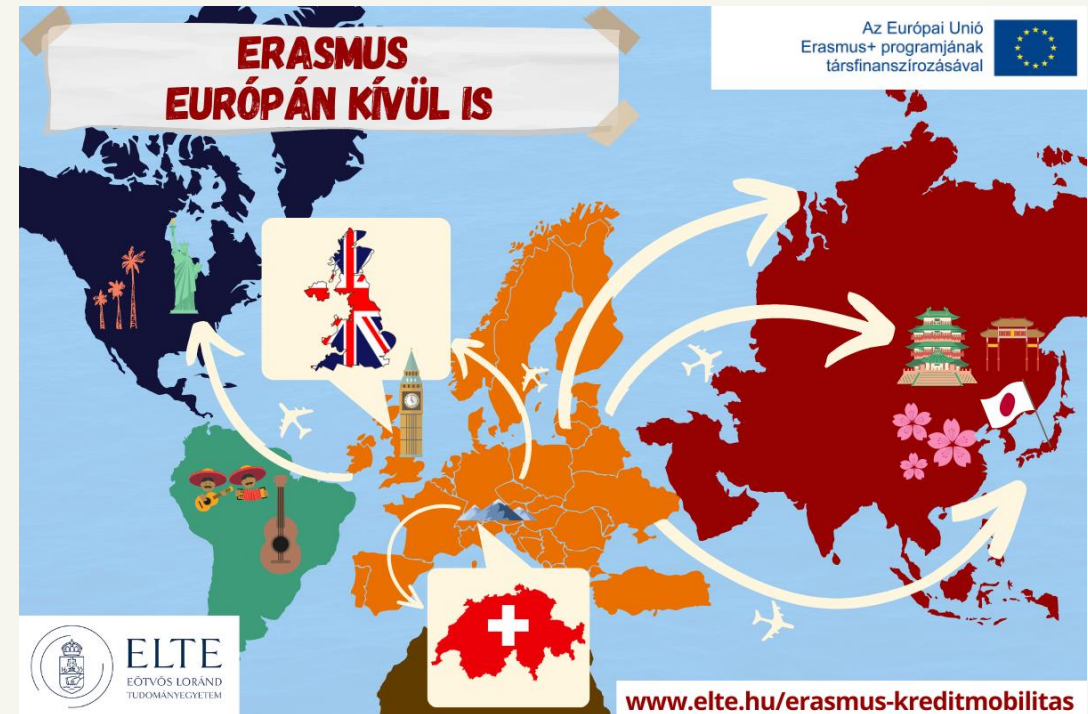 ERASMUS
EURÓPÁN KÍVÜL IS
Az Európai Unió
Erasmus+ programjának
társfinanszírozásával
ELTE
EÖTVÖS LORÁND
TUDOMÁNYEGYETEM
www.elte.hu/erasmus-kreditmobilitas